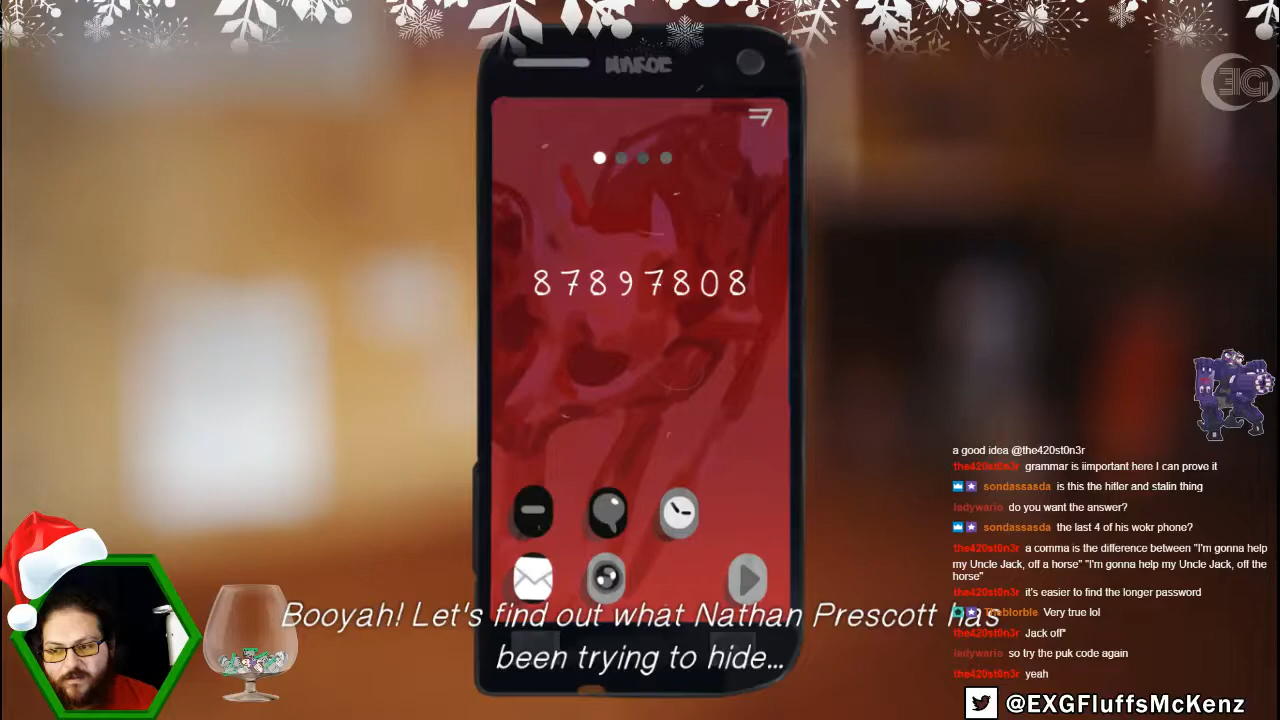 3G
87897808
Booyah! Let's find out what Nathan Prescott has
been trying to hide...
a good idea @the420st0n3r
the420st0n3r grammar is iimportant here I can prove it
sondassasda is this the hitler and stalin thing
ladywario do you want the answer?
sondassasda the last 4 of his wokr phone?
the420st0n3r a comma is the difference between "I'm gonna help
my Uncle Jack, off a horse" "I'm gonna help my Uncle Jack, off the
horse"
the420st0n3r it's easier to find the longer password
Theblorble Very true lol
the420st0n3r Jack off"
ladywario so try the puk code again
the420st0n3r yeah
@EXGFluffsMcKenz